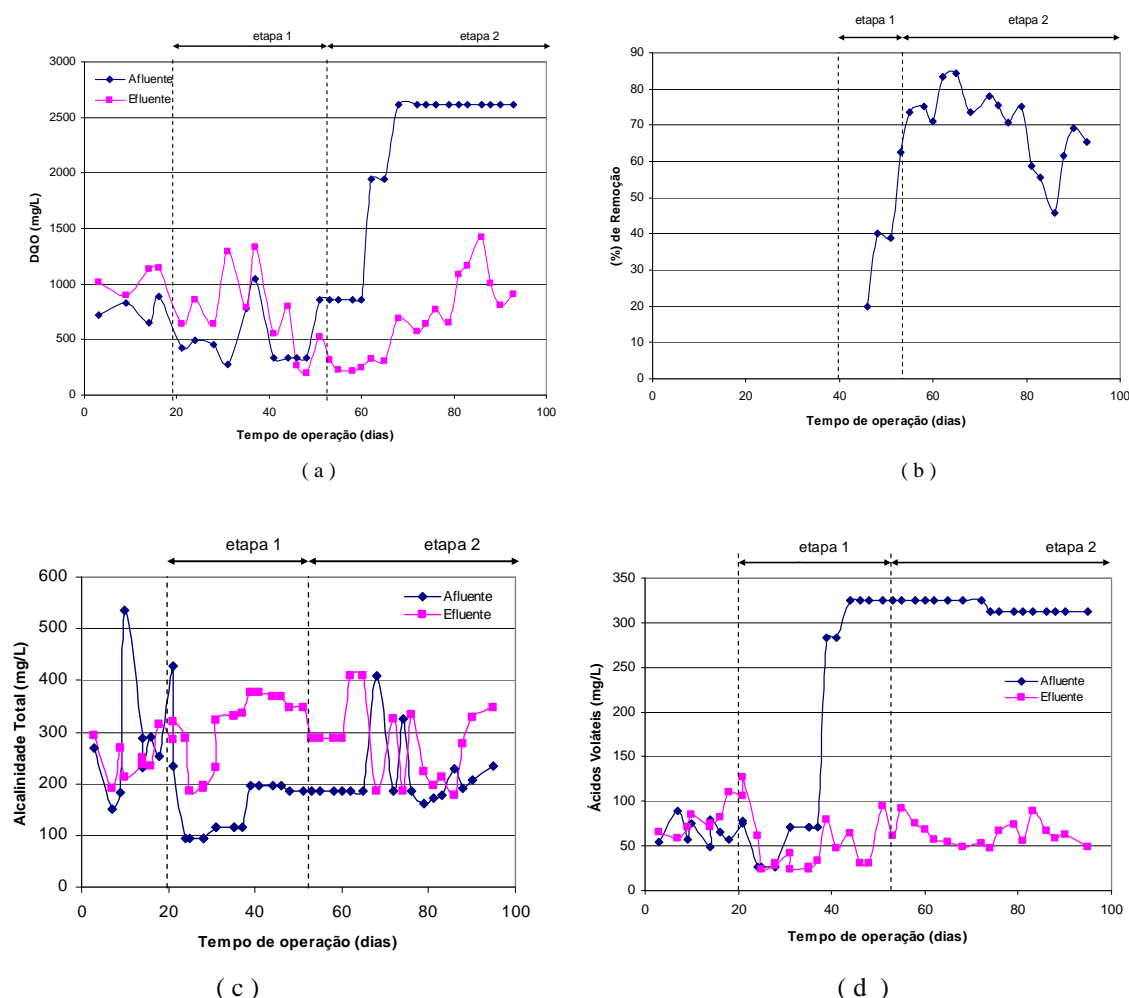 etapa 1 etapa 2
3000
2500
2000
1500
1000
500
0
DQO (mg/L)
Afluente
Efluente
0 20 40 60 80 100
Tempo de operação (dias)
( a )
etapa 1 etapa 2
90
80
70
60
50
40
30
20
10
0
(%) de Remoção
0 20 40 60 80 100
Tempo de operação (dias)
( b )
etapa 1 etapa 2
600
500
400
300
200
100
0
Alcalinidade Total (mg/L)
Afluente
Efluente
0 20 40 60 80 100
Tempo de operação (dias)
( c )
etapa 1 etapa 2
350
300
250
200
150
100
50
0
Ácidos Voláteis (mg/L)
Afluente
Efluente
0 20 40 60 80 100
Tempo de operação (dias)
( d )